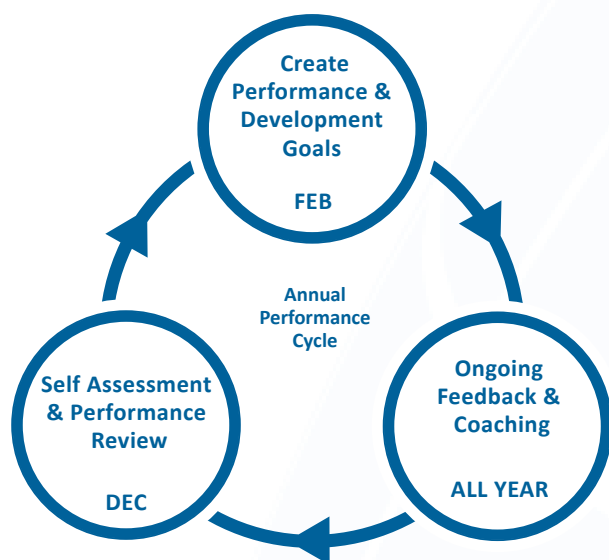 Create
Performance &
Development
Goals
FEB
Annual
Performance
Cycle
Ongoing
Feedback &
Coaching
ALL YEAR
Self Assessment
& Performance
Review
DEC